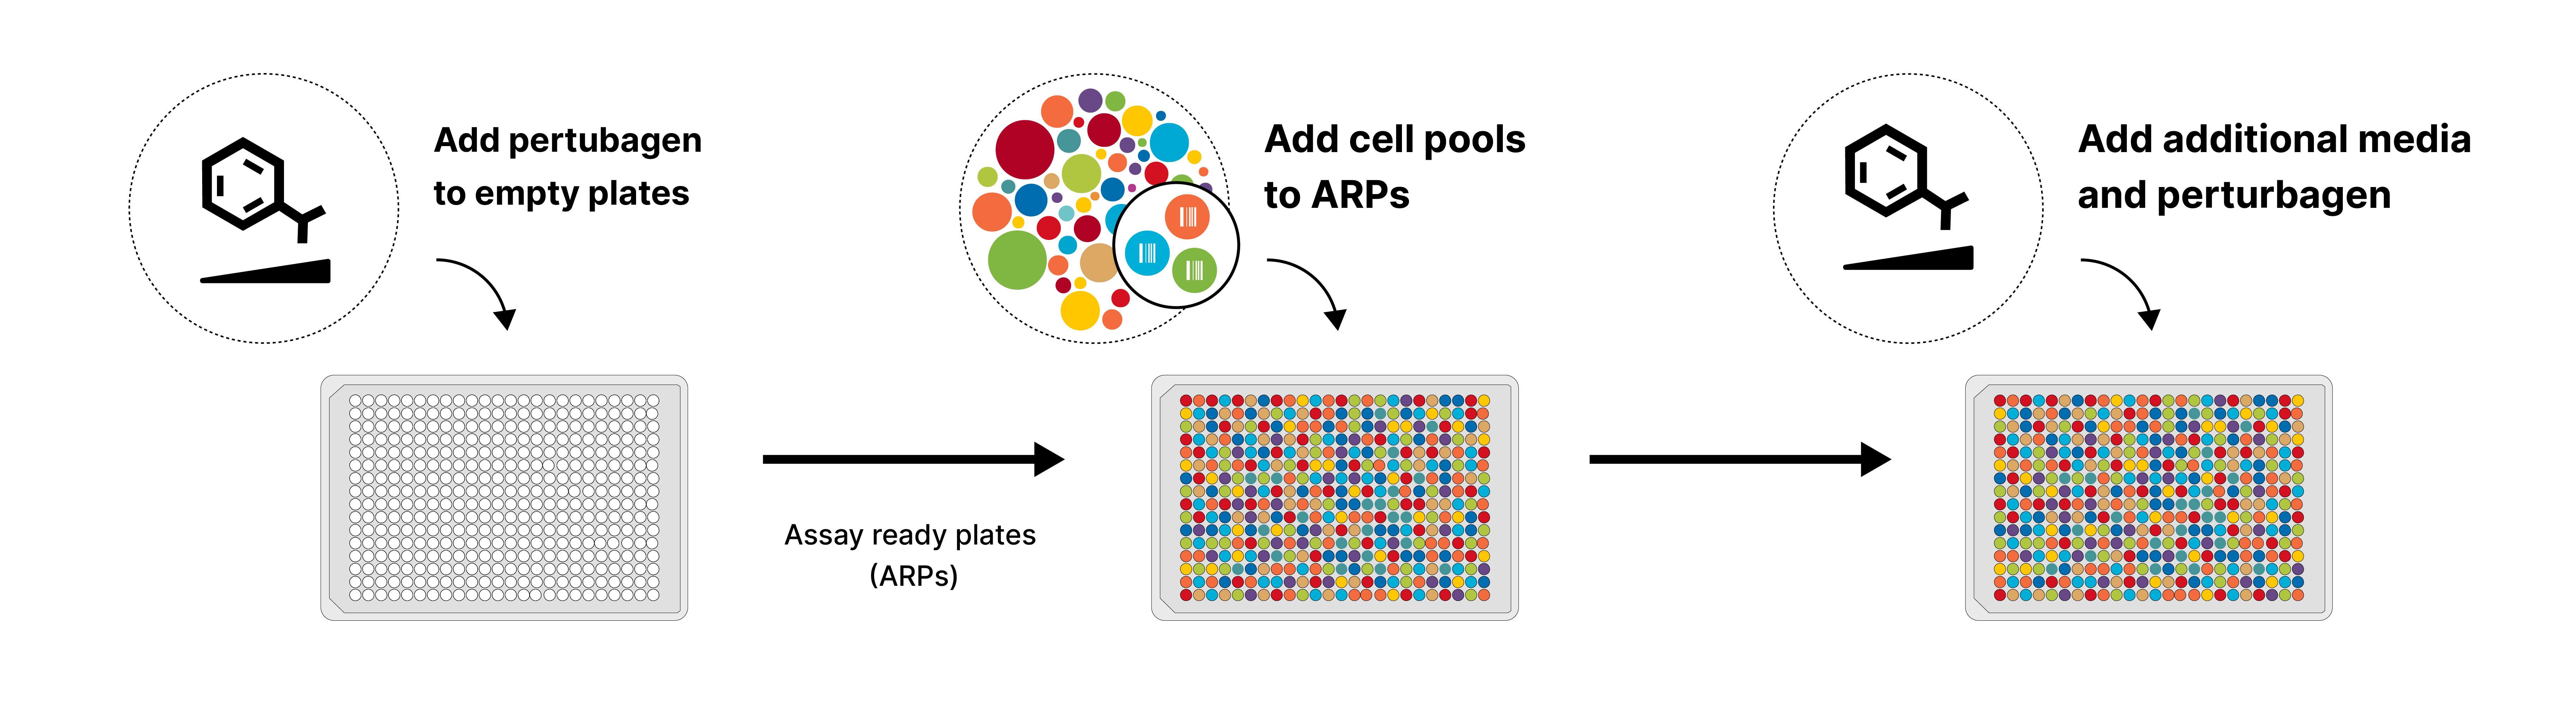 Add pertubagen
to empty plates
Assay ready plates
(ARPs)
Add cell pools
to ARPs
Add additional media
and perturbagen